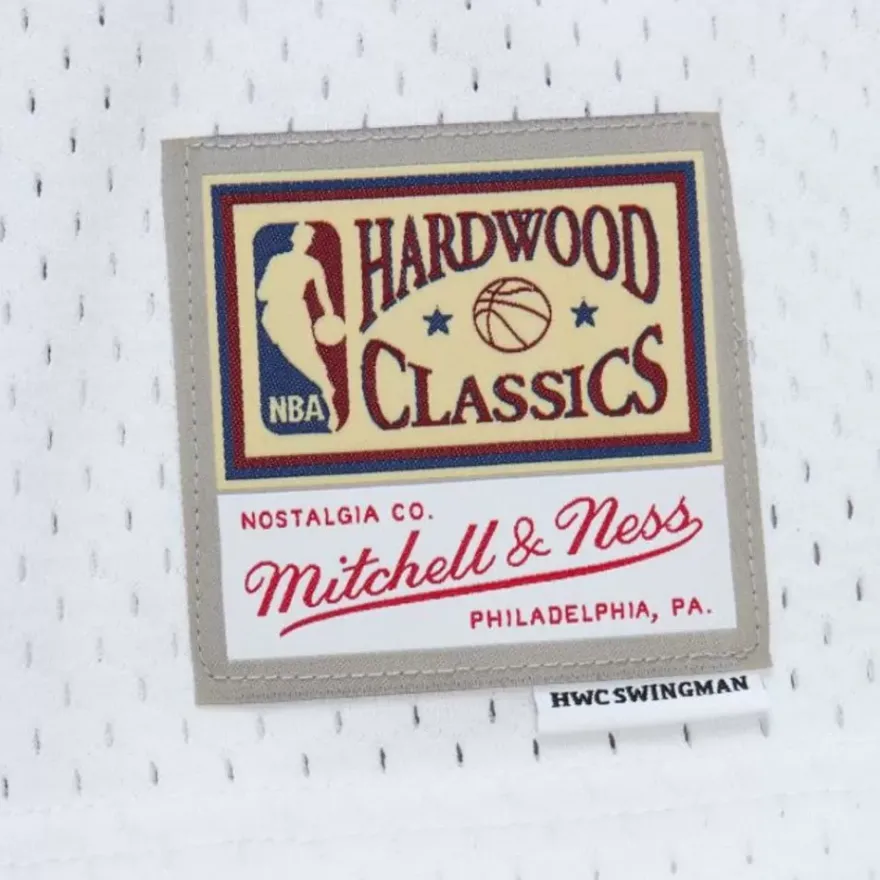 HARDWOOD
CLASSICS
NBA
NOSTALGIA CO.
Mitchell & Ness
PHILADELPHIA, PA.
HWC SWINGMAN